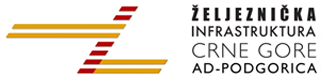 ŽELJEZNIČKA
INFRASTRUKTURA
CRNE GORE
AD-PODGORICA